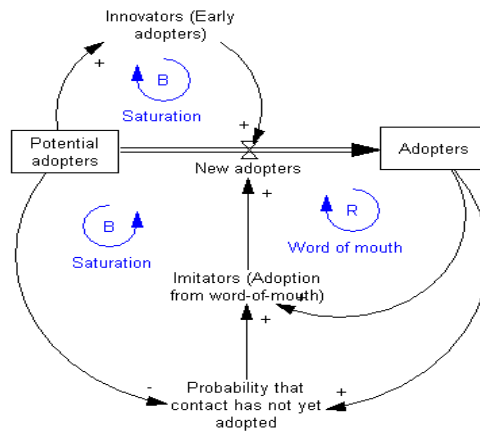 Innovators (Early
adopters)
+
B
Saturation
+
Potential
adopters
New adopters
Adopters
+
B
Saturation
R
Word of mouth
Imitators (Adoption
from word-of-mouth)
+
+
-
Probability that
contact has not yet
adopted
+